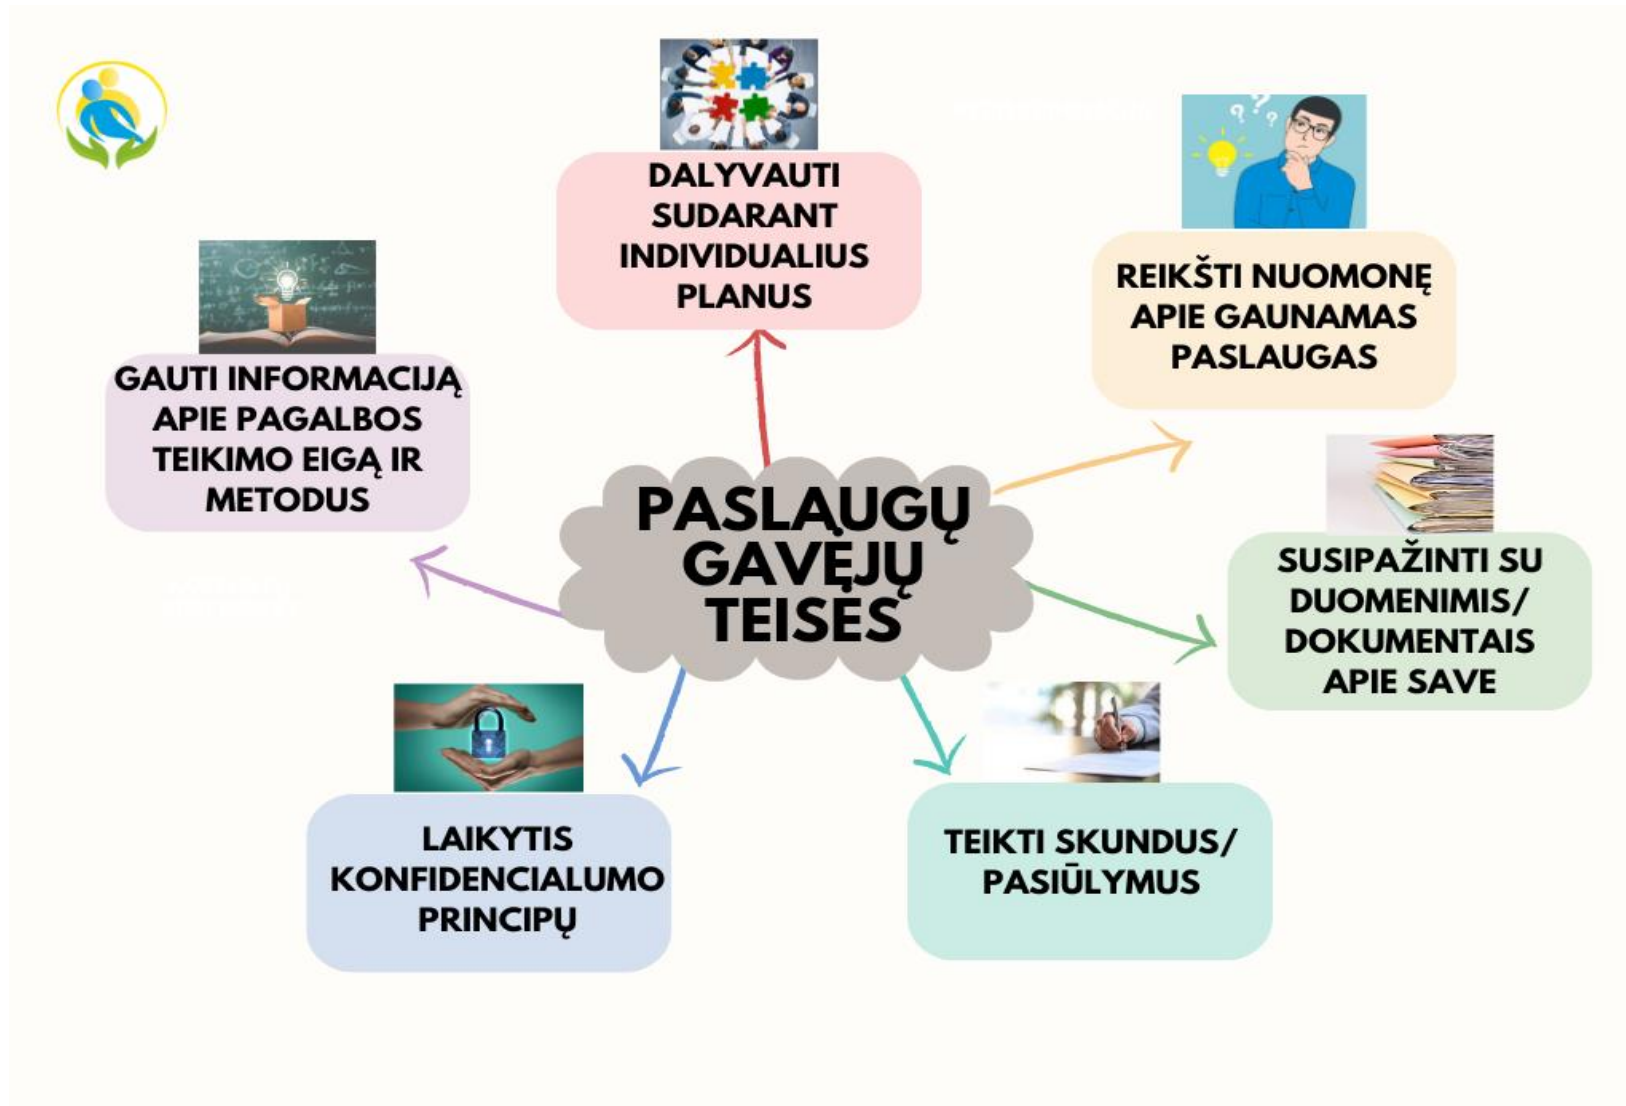 DALYVAUTI
SUDARANT
INDIVIDUALIUS
PLANUS
REIKŠTI NUOMONĘ
APIE GAUNAMAS
PASLAUGAS
GAUTI INFORMACIJĄ
APIE PAGALBOS
TEIKIMO EIGĄ IR
METODUS
PASLAUGŲ
GAVĖJŲ
TEISĖS
SUSIPAŽINTI SU
DUOMENIMIS/
DOKUMENTAIS
APIE SAVE
LAIKYTIS
KONFIDENCIALUMO
PRINCIPŲ
TEIKTI SKUNDUS/
PASIŪLYMUS